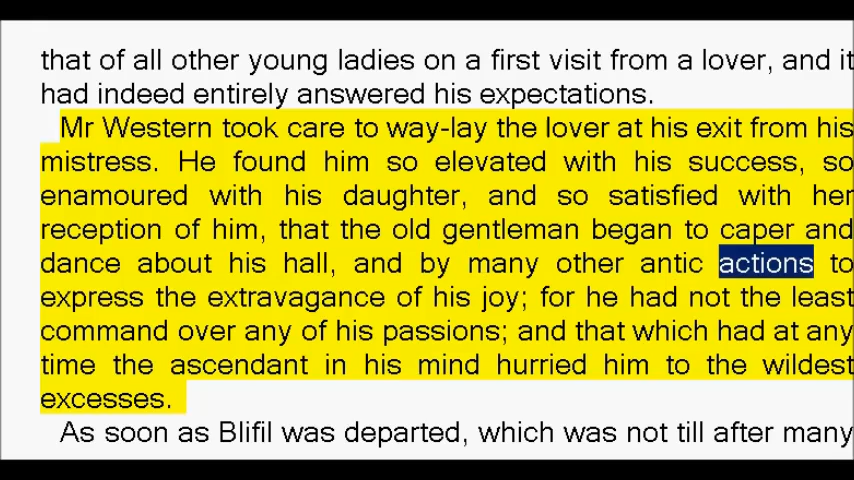 that of all other young ladies on a first visit from a lover, and it
had indeed entirely answered his expectations.
Mr Western took care to way-lay the lover at his exit from his
mistress. He found him so elevated with his success, so
enamoured with his daughter, and so satisfied with her
reception of him, that the old gentleman began to caper and
dance about his hall, and by many other antic actions to
express the extravagance of his joy; for he had not the least
command over any of his passions; and that which had at any
time the ascendant in his mind hurried him to the wildest
excesses.
As soon as Blifil was departed, which was not till after many